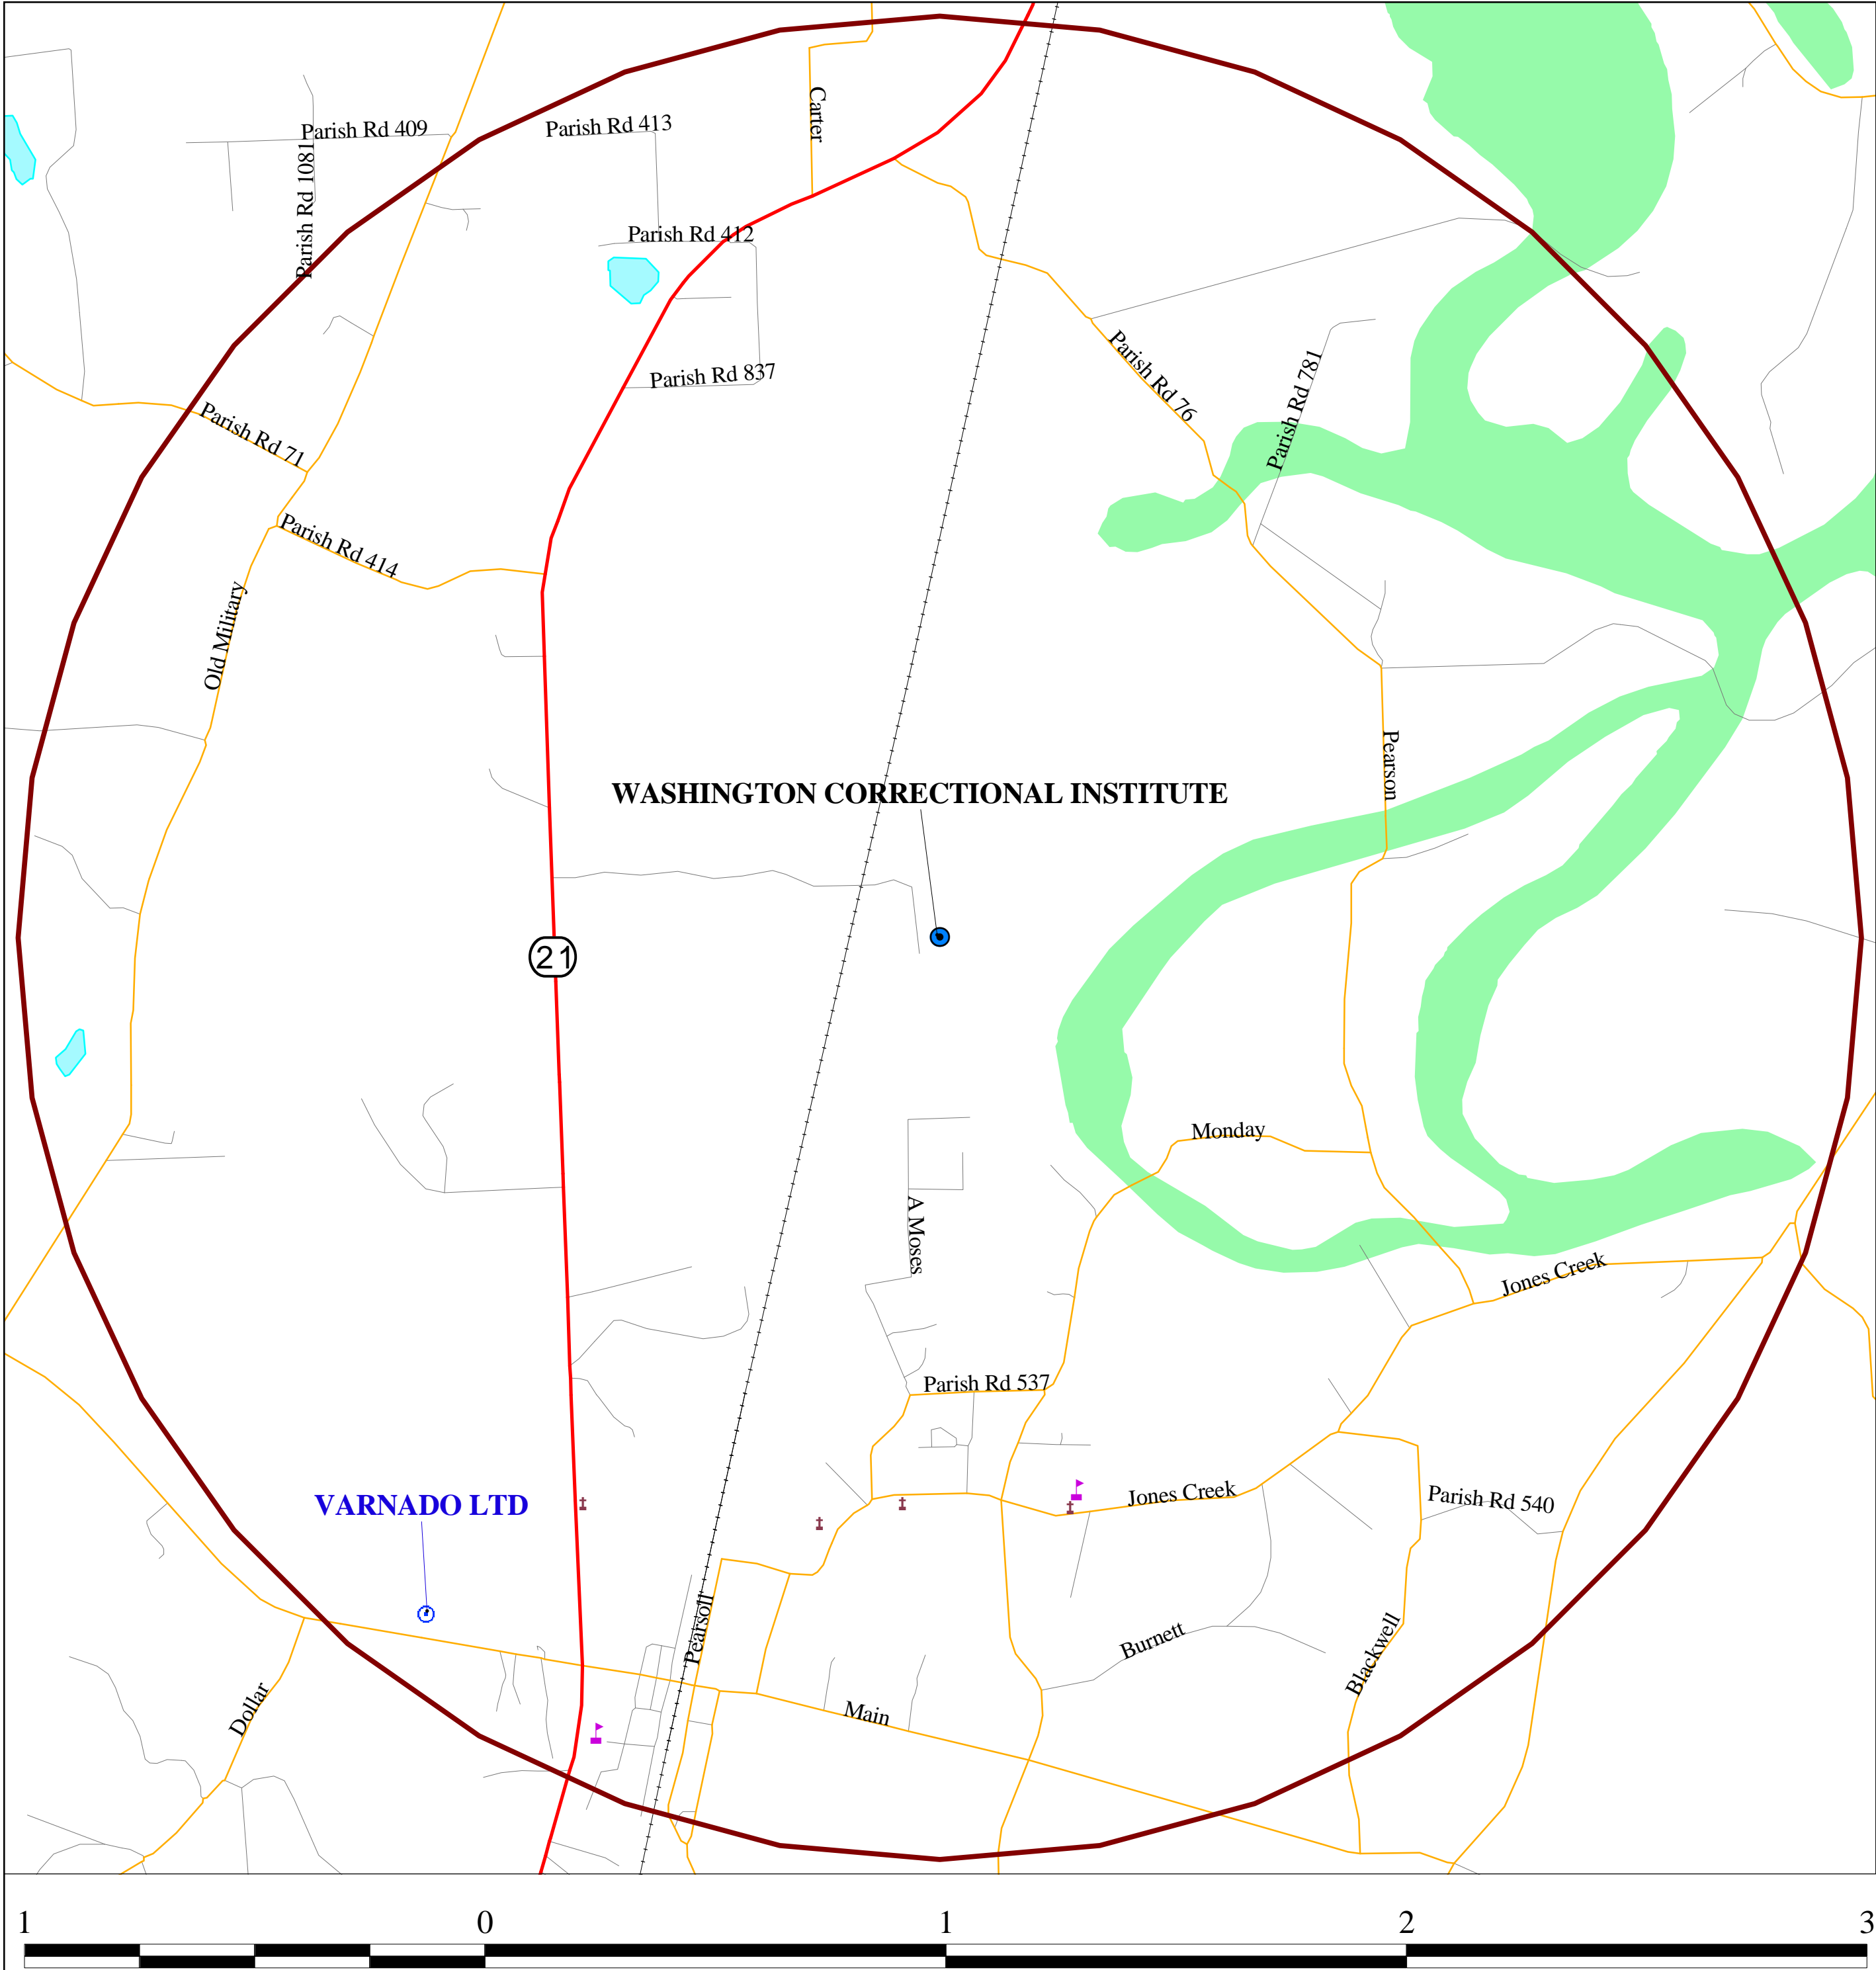 Carter
Parish Rd 409
Parish Rd 413
Parish Rd 1081
Parish Rd 412
Parish Rd 76
Parish Rd 781
Parish Rd 837
Parish Rd 71
Parish Rd 414
Old Military
Pearson
WASHINGTON CORRECTIONAL INSTITUTE
21
Monday
A Moses
Jones Creek
Parish Rd 537
Jones Creek
Parish Rd 540
VARNADO LTD
Pearsoll
Burnett
Blackwell
Dollar
Main
1 0 1 2 3